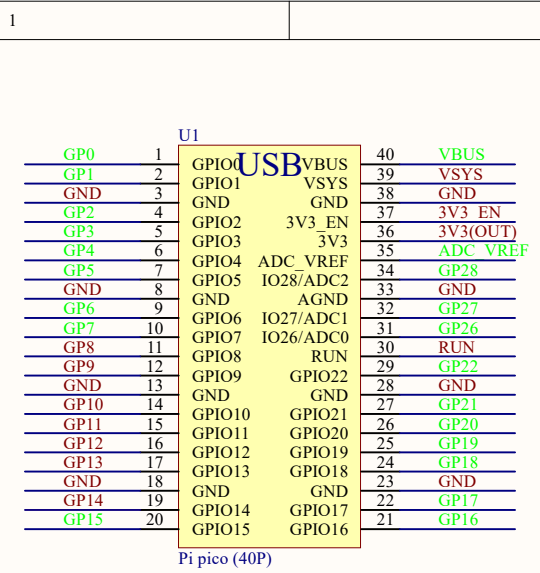 1
U1
USB
GP0 1 GPIO0 VBUS 40 VBUS
GP1 2 GPIO1 VSYS 39 VSYS
GND 3 GND GND 38 GND
GP2 4 GPIO2 3V3_EN 37 3V3_EN
GP3 5 GPIO3 3V3 36 3V3(OUT)
GP4 6 GPIO4 ADC_VREF 35 ADC_VREF
GP5 7 GPIO5 IO28/ADC2 34 GP28
GND 8 GND AGND 33 GND
GP6 9 GPIO6 IO27/ADC1 32 GP27
GP7 10 GPIO7 IO26/ADC0 31 GP26
GP8 11 GPIO8 RUN 30 RUN
GP9 12 GPIO9 GPIO22 29 GP22
GND 13 GND GND 28 GND
GP10 14 GPIO10 GPIO21 27 GP21
GP11 15 GPIO11 GPIO20 26 GP20
GP12 16 GPIO12 GPIO19 25 GP19
GP13 17 GPIO13 GPIO18 24 GP18
GND 18 GND GND 23 GND
GP14 19 GPIO14 GPIO17 22 GP17
GP15 20 GPIO15 GPIO16 21 GP16
Pi pico (40P)